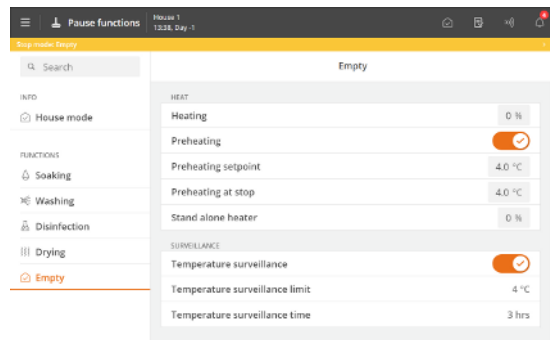 Pause functions
House 1
13:38, Day -1
Stop mode: Empty
Search
Empty
INFO
House mode
FUNCTIONS
Soaking
Washing
Disinfection
Drying
Empty
HEAT
Heating 0 %
Preheating
Preheating setpoint 4.0 °C
Preheating at stop 4.0 °C
Stand alone heater 0 %
SURVEILLANCE
Temperature surveillance
Temperature surveillance limit 4 °C
Temperature surveillance time 3 hrs